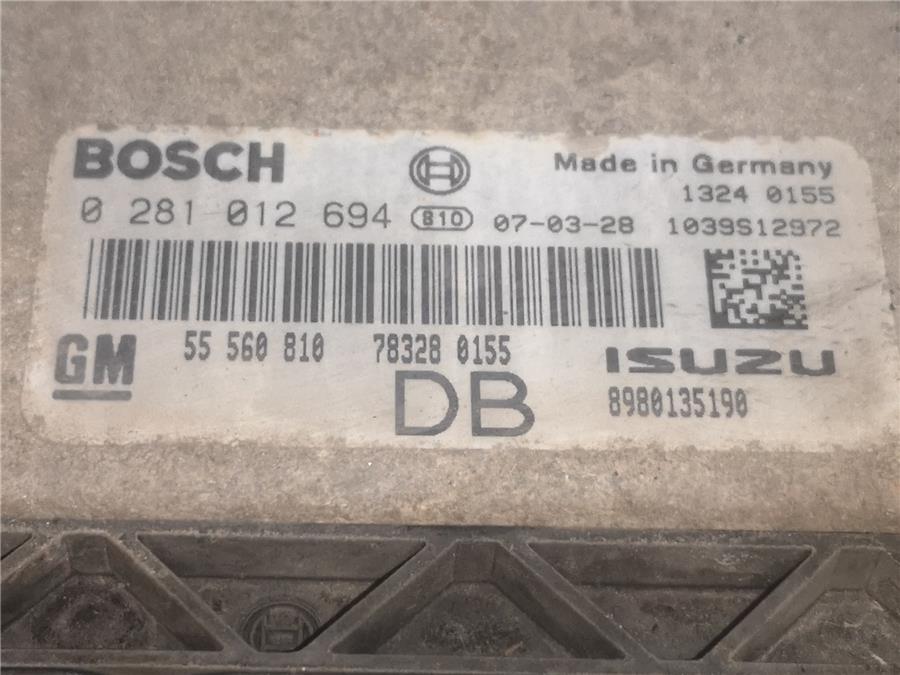 BOSCH
Made in Germany
1324 0155
0 281 012 694 810 07-03-28 1039S12972
GM
55 560 810 78328 0155
ISUZU
DB
8980135190